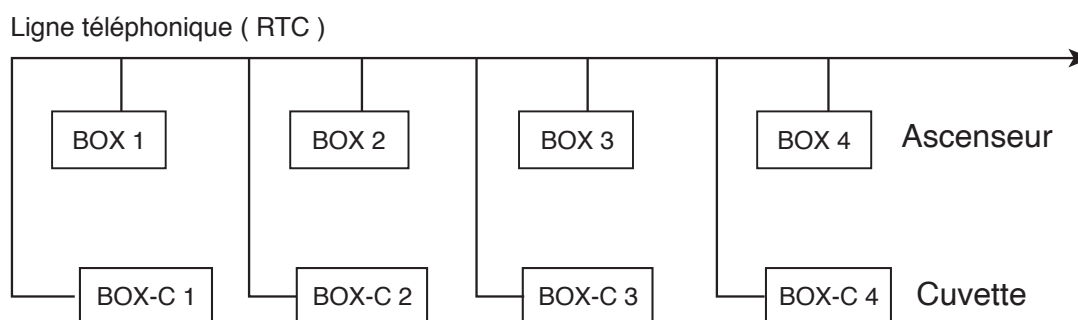 Ligne téléphonique ( RTC )
BOX 1 BOX 2 BOX 3 BOX 4 Ascenseur
BOX-C 1 BOX-C 2 BOX-C 3 BOX-C 4 Cuvette